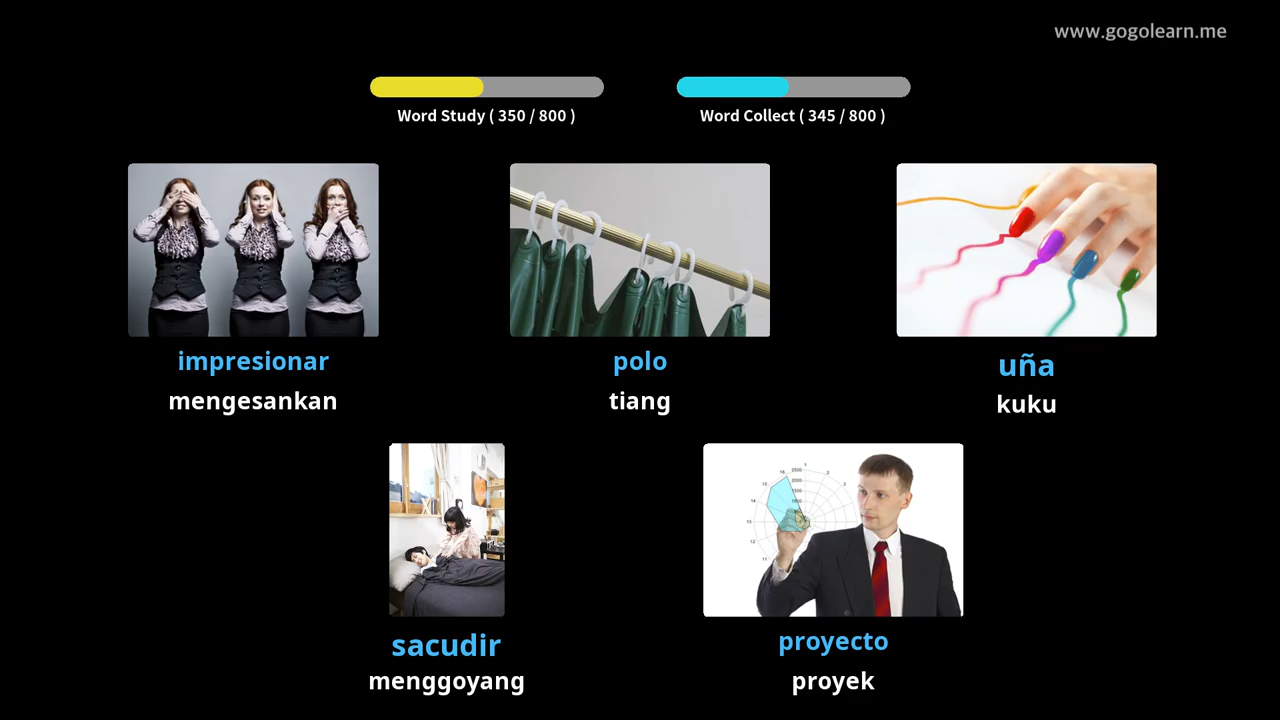 www.gogolearn.me
Word Study ( 350 / 800 )
Word Collect ( 345 / 800 )
impresionar
mengesankan
polo
tiang
uña
kuku
sacudir
menggoyang
proyecto
proyek